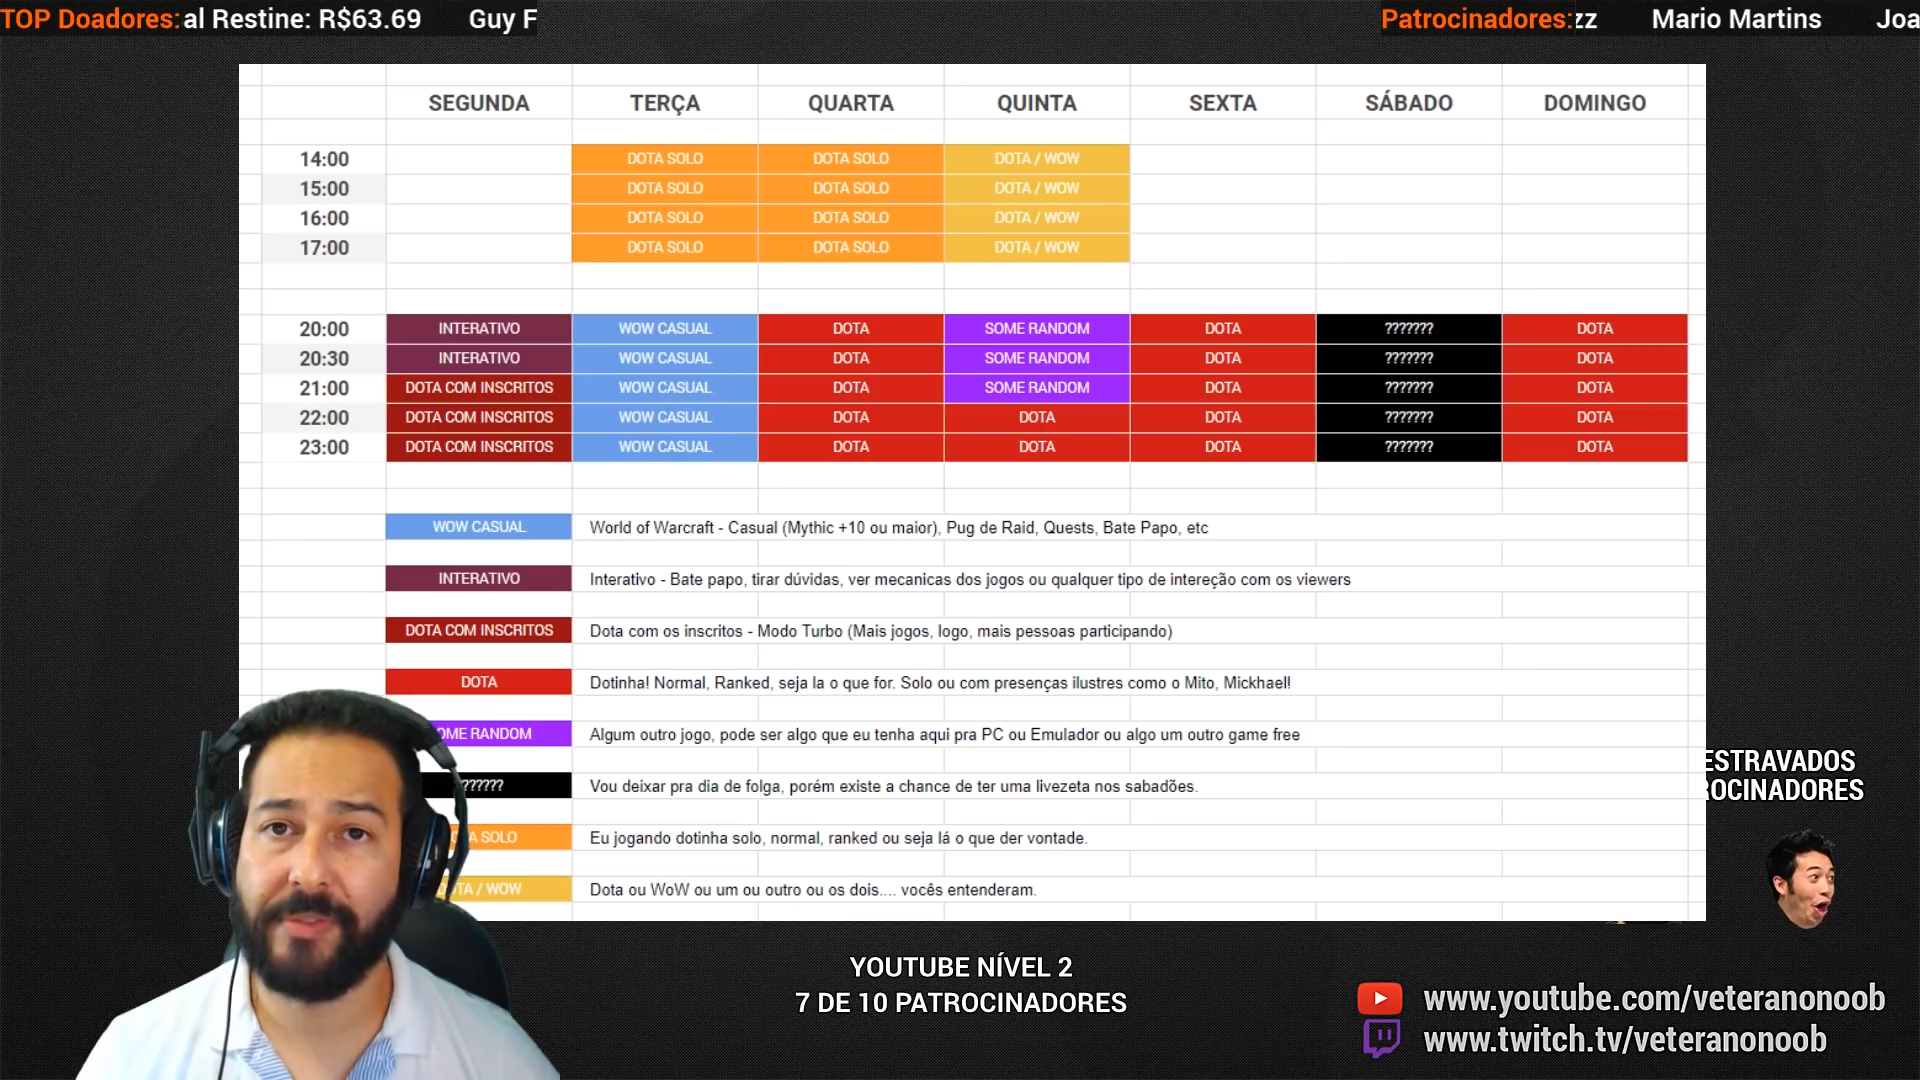 TOP Doadores: al Restine: R$63.69 Guy F
Patrocinadores: zz Mario Martins Joa
SEGUNDA TERÇA QUARTA QUINTA SEXTA SÁBADO DOMINGO
14:00 DOTA SOLO DOTA SOLO DOTA / WOW
15:00 DOTA SOLO DOTA SOLO DOTA / WOW
16:00 DOTA SOLO DOTA SOLO DOTA / WOW
17:00 DOTA SOLO DOTA SOLO DOTA / WOW
20:00 INTERATIVO WOW CASUAL DOTA SOME RANDOM DOTA ??????? DOTA
20:30 INTERATIVO WOW CASUAL DOTA SOME RANDOM DOTA ??????? DOTA
21:00 DOTA COM INSCRITOS WOW CASUAL DOTA SOME RANDOM DOTA ??????? DOTA
22:00 DOTA COM INSCRITOS WOW CASUAL DOTA DOTA DOTA ??????? DOTA
23:00 DOTA COM INSCRITOS WOW CASUAL DOTA DOTA DOTA ??????? DOTA
WOW CASUAL World of Warcraft - Casual (Mythic +10 ou maior), Pug de Raid, Quests, Bate Papo, etc
INTERATIVO Interativo - Bate papo, tirar dúvidas, ver mecanicas dos jogos ou qualquer tipo de intereção com os viewers
DOTA COM INSCRITOS Dota com os inscritos - Modo Turbo (Mais jogos, logo, mais pessoas participando)
DOTA Dotinha! Normal, Ranked, seja la o que for. Solo ou com presenças ilustres como o Mito, Mickhael!
OME RANDOM Algum outro jogo, pode ser algo que eu tenha aqui pra PC ou Emulador ou algo um outro game free
?????? Vou deixar pra dia de folga, porém existe a chance de ter uma livezeta nos sabadões.
TA SOLO Eu jogando dotinha solo, normal, ranked ou seja lá o que der vontade.
OTA / WOW Dota ou WoW ou um ou outro ou os dois.... vocês entenderam.
ESTRAVADOS
ROCINADORES
YOUTUBE NÍVEL 2
7 DE 10 PATROCINADORES
www.youtube.com/veteranonoob
www.twitch.tv/veteranonoob